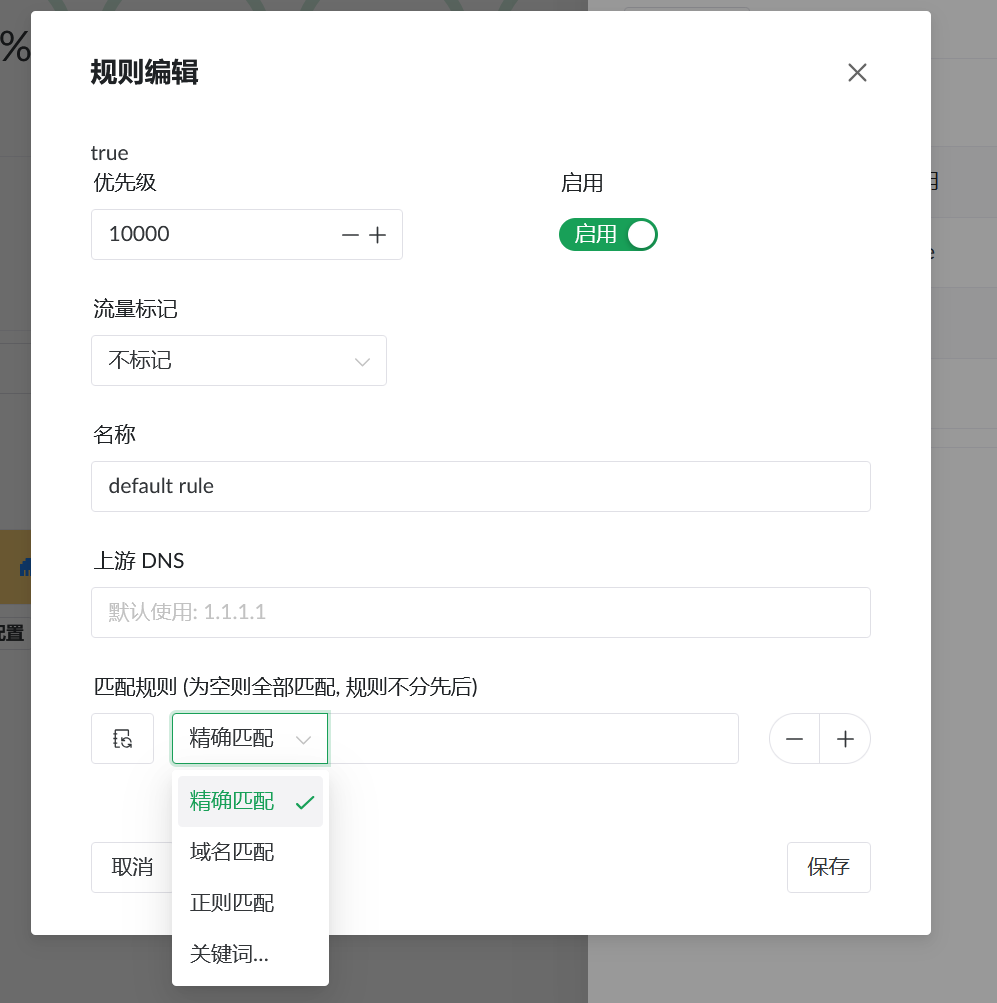 %
规则编辑
true
优先级
启用
10000
启用
流量标记
不标记
名称
default rule
上游 DNS
默认使用: 1.1.1.1
配置
匹配规则 (为空则全部匹配, 规则不分先后)
精确匹配
精确匹配
域名匹配
取消
保存
正则匹配
关键词...